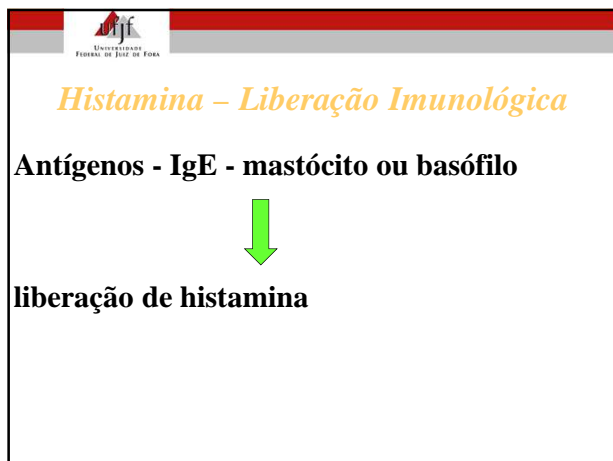 ufjf
UNIVERSIDADE
FEDERAL DE JUIZ DE FORA
Histamina – Liberação Imunológica
Antígenos - IgE - mastócito ou basófilo
liberação de histamina